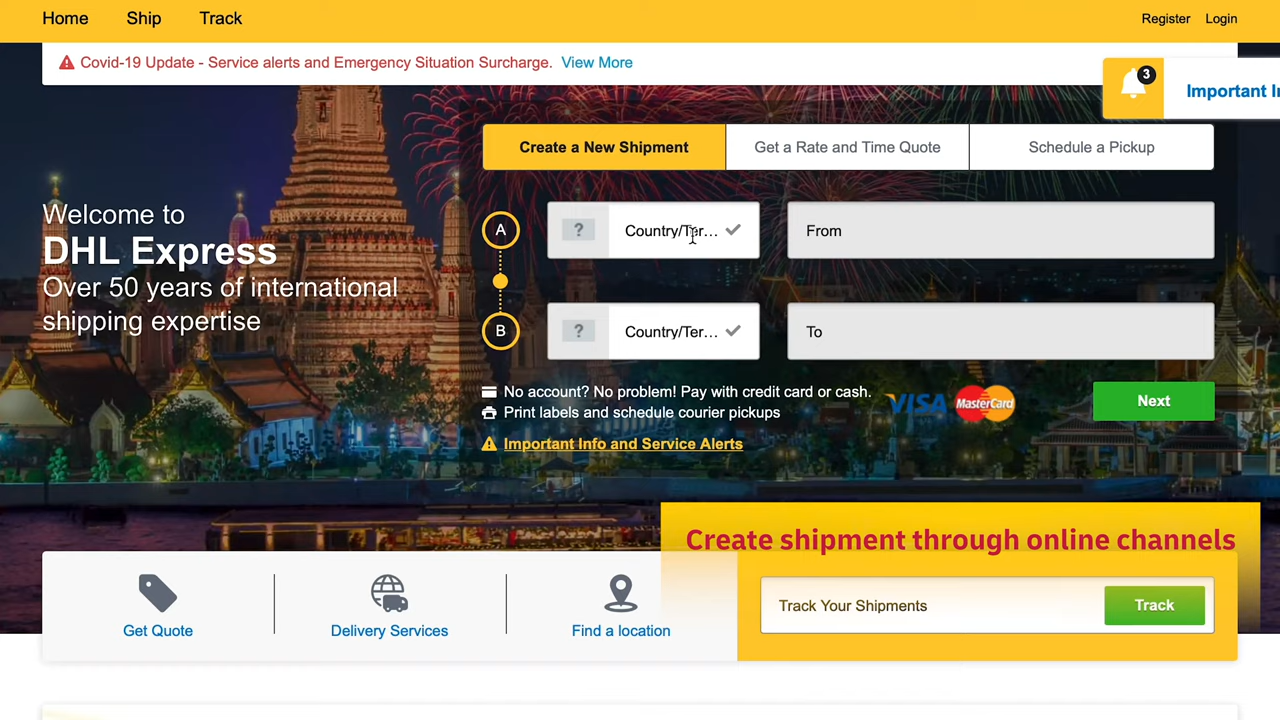 Home Ship Track Register Login
Covid-19 Update - Service alerts and Emergency Situation Surcharge. View More
3
Important I
Create a New Shipment Get a Rate and Time Quote Schedule a Pickup
Welcome to
DHL Express
Over 50 years of international
shipping expertise
A ? Country/Ter... From
B ? Country/Ter... To
No account? No problem! Pay with credit card or cash.
Print labels and schedule courier pickups
VISA MasterCard
Next
Important Info and Service Alerts
Create shipment through online channels
Get Quote Delivery Services Find a location
Track Your Shipments Track